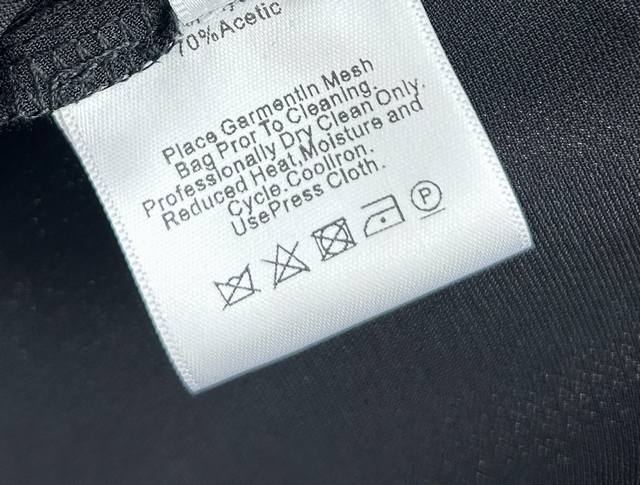 70%Acetic
Place GarmentIn Mesh
Bag Pror To Cleaning.
Professionally Dry Clean Only.
Reduced Heat,Moisture and
Cycle.CoolIron.
UsePress Cloth.
P